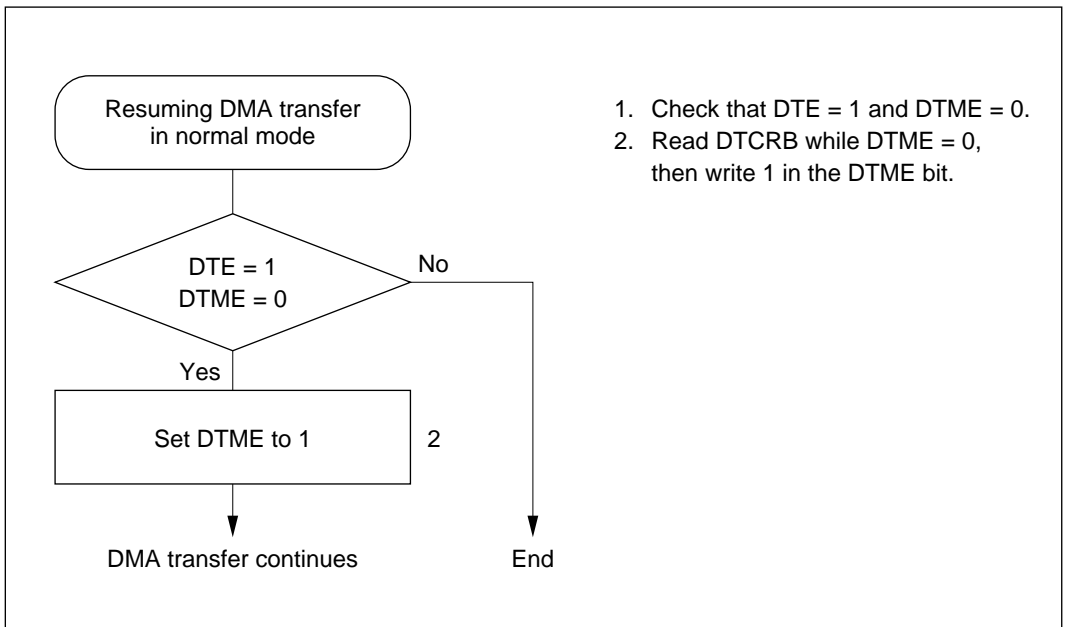 Resuming DMA transfer
in normal mode
1. Check that DTE = 1 and DTME = 0.
2. Read DTCRB while DTME = 0,
then write 1 in the DTME bit.
DTE = 1
DTME = 0
No
Yes
Set DTME to 1
2
DMA transfer continues
End